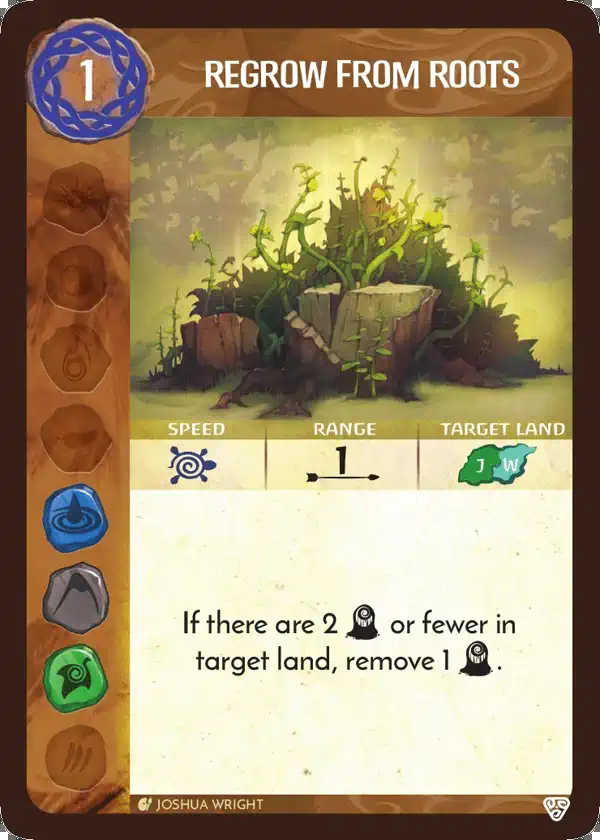 1
REGROW FROM ROOTS
SPEED RANGE TARGET LAND
1 J W
If there are 2 or fewer in
target land, remove 1 .
JOSHUA WRIGHT